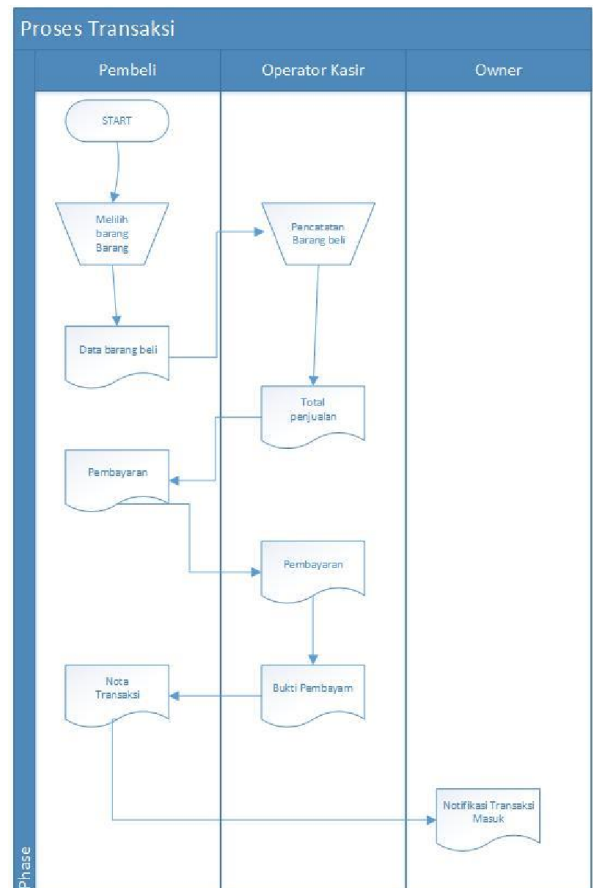 Proses Transaksi
Pembeli
Operator Kasir
Owner
START
Melilih
barang
Barang
Pencatatan
Barang beli
Data barang beli
Total
penjualan
Pembayaran
Pembayaran
Nota
Transaksi
Bukti Pembayarn
Notifikasi Transaksi
Masuk
Phase